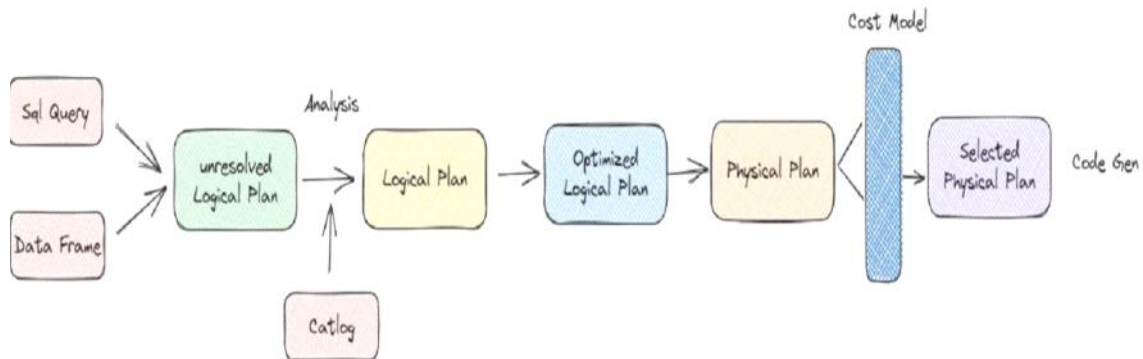 Cost Model
Sql Query
Analysis
unresolved
Logical Plan
Logical Plan
Optimized
Logical Plan
Physical Plan
Selected
Physical Plan
Code Gen
Data Frame
Catlog